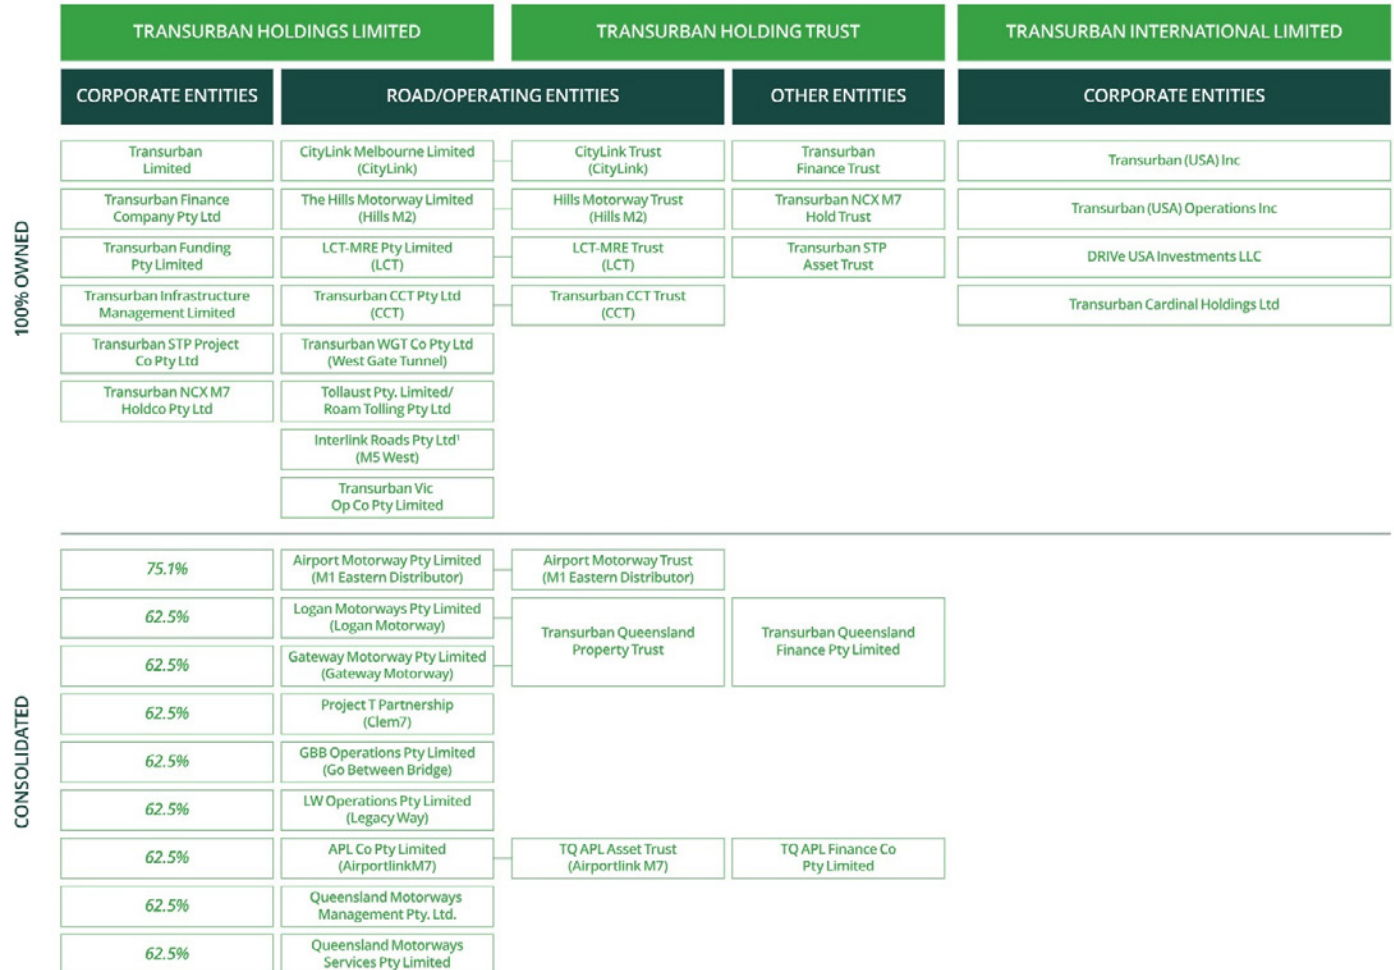 TRANSURBAN HOLDINGS LIMITED
TRANSURBAN HOLDING TRUST
TRANSURBAN INTERNATIONAL LIMITED
CORPORATE ENTITIES
ROAD/OPERATING ENTITIES
OTHER ENTITIES
CORPORATE ENTITIES
100% OWNED
Transurban
Limited
CityLink Melbourne Limited
(CityLink)
CityLink Trust
(CityLink)
Transurban
Finance Trust
Transurban (USA) Inc
Transurban Finance
Company Pty Ltd
The Hills Motorway Limited
(Hills M2)
Hills Motorway Trust
(Hills M2)
Transurban NCX M7
Hold Trust
Transurban (USA) Operations Inc
Transurban Funding
Pty Limited
LCT-MRE Pty Limited
(LCT)
LCT-MRE Trust
(LCT)
Transurban STP
Asset Trust
DRIVe USA Investments LLC
Transurban Infrastructure
Management Limited
Transurban CCT Pty Ltd
(CCT)
Transurban CCT Trust
(CCT)
Transurban Cardinal Holdings Ltd
Transurban STP Project
Co Pty Ltd
Transurban WGT Co Pty Ltd
(West Gate Tunnel)
Transurban NCX M7
Holdco Pty Ltd
Tollaust Pty. Limited/
Roam Tolling Pty Ltd
Interlink Roads Pty Ltd¹
(M5 West)
Transurban Vic
Op Co Pty Limited
CONSOLIDATED
75.1%
Airport Motorway Pty Limited
(M1 Eastern Distributor)
Airport Motorway Trust
(M1 Eastern Distributor)
62.5%
Logan Motorways Pty Limited
(Logan Motorway)
Transurban Queensland
Property Trust
Transurban Queensland
Finance Pty Limited
62.5%
Gateway Motorway Pty Limited
(Gateway Motorway)
62.5%
Project T Partnership
(Clem7)
62.5%
GBB Operations Pty Limited
(Go Between Bridge)
62.5%
LW Operations Pty Limited
(Legacy Way)
62.5%
APL Co Pty Limited
(AirportlinkM7)
TQ APL Asset Trust
(Airportlink M7)
TQ APL Finance Co
Pty Limited
62.5%
Queensland Motorways
Management Pty. Ltd.
62.5%
Queensland Motorways
Services Pty Limited